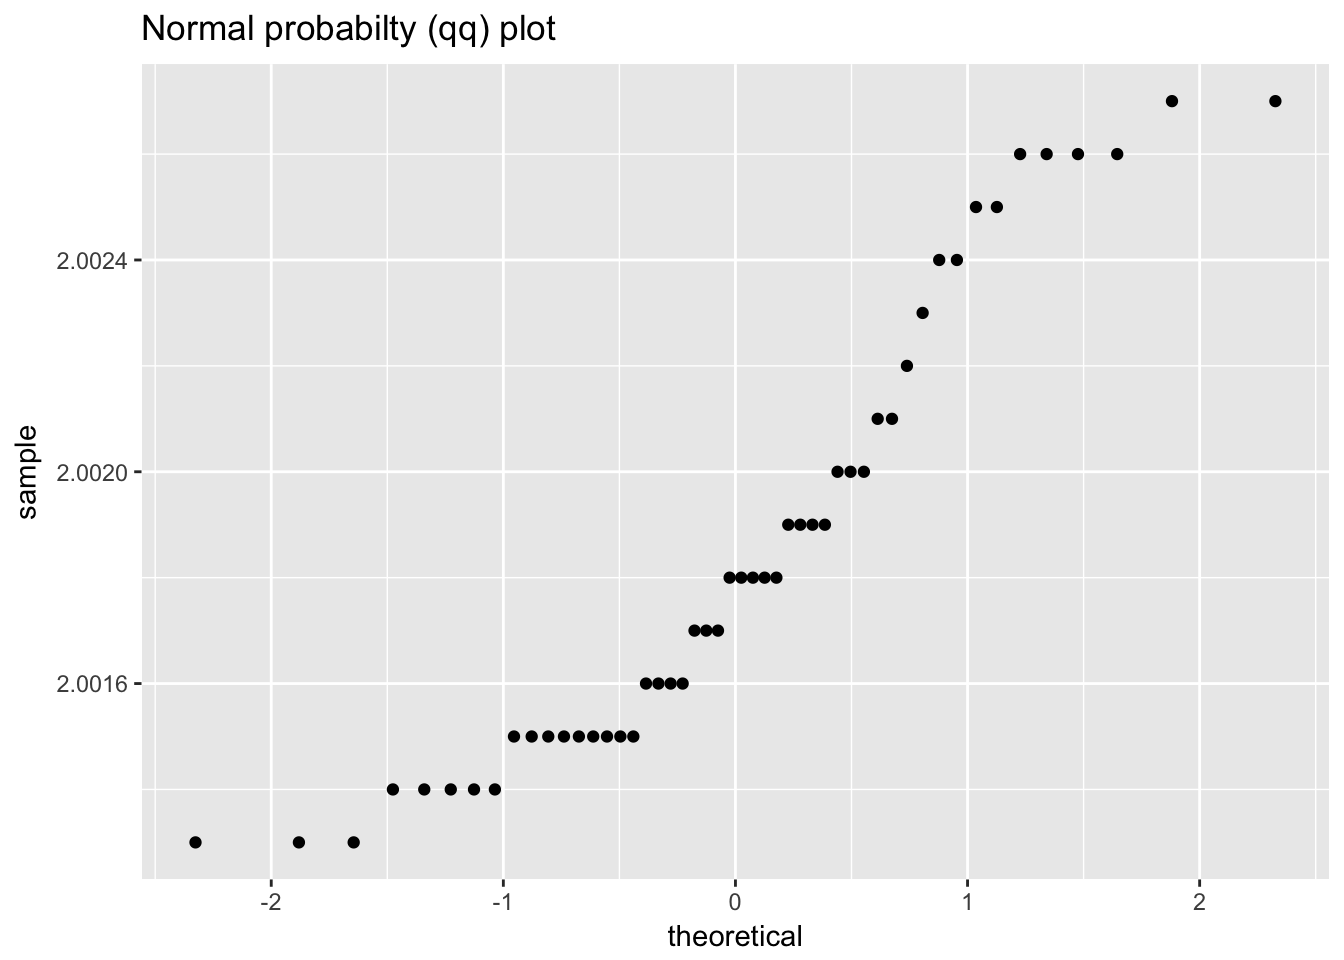 Normal probabilty (qq) plot
2.0024
2.0020
2.0016
sample
-2 -1 0 1 2
theoretical